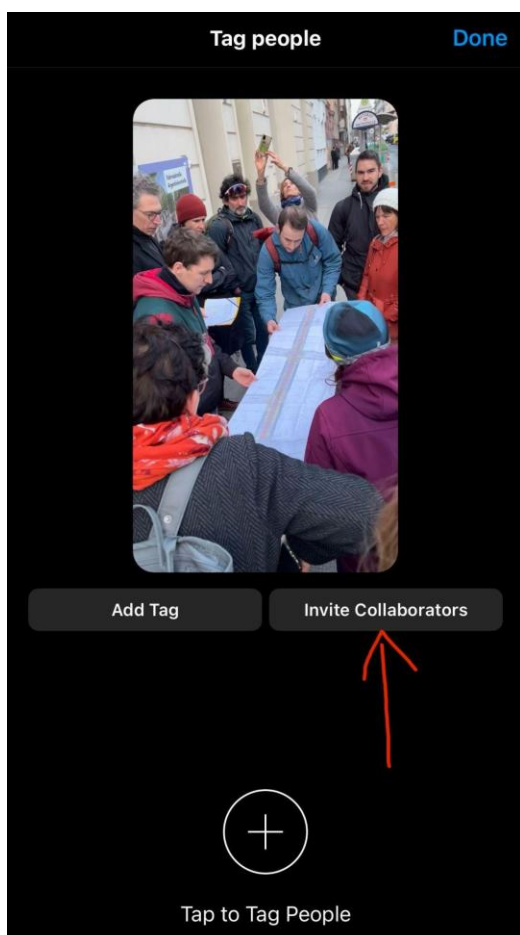 Tag people
Done
Add Tag
Invite Collaborators
Tap to Tag People